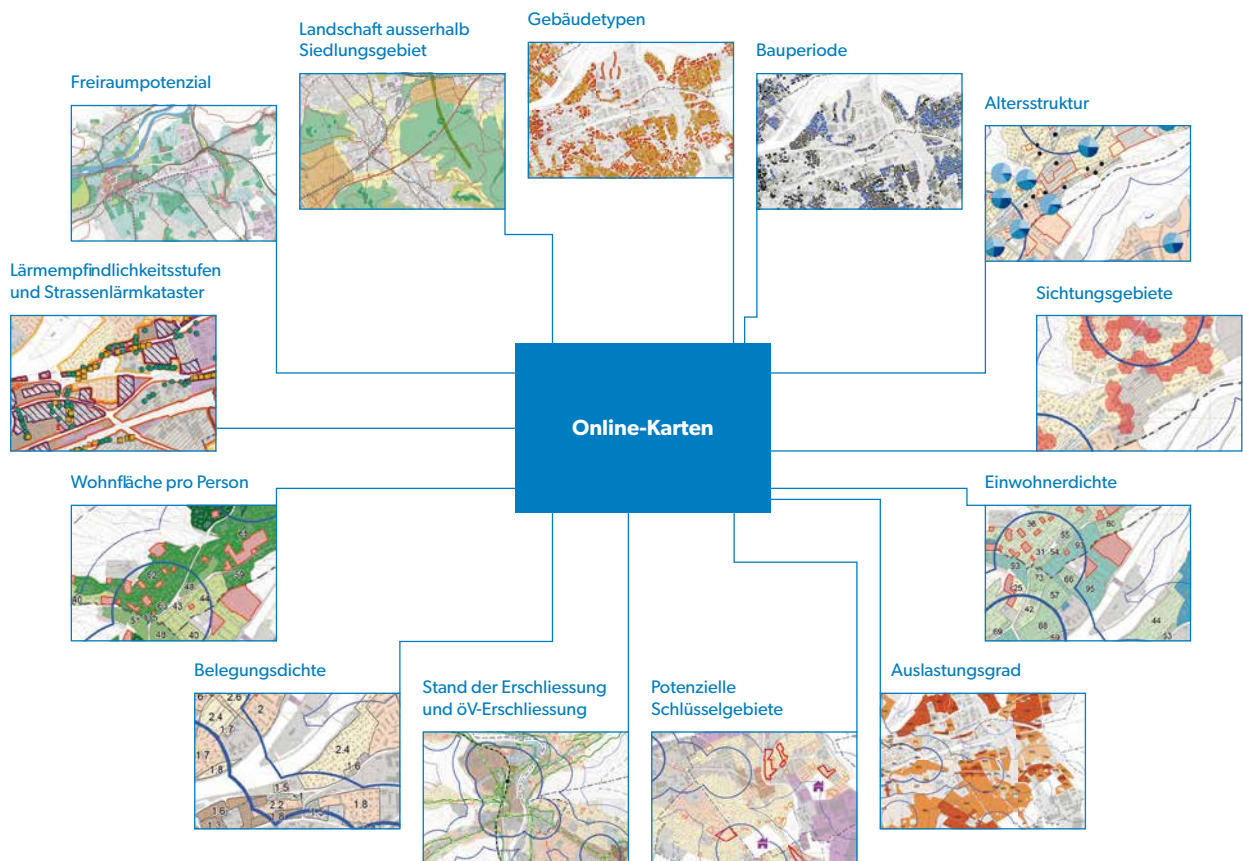 Gebäudetypen
Landschaft ausserhalb
Siedlungsgebiet
Bauperiode
Freiraumpotenzial
Altersstruktur
Lärmempfindlichkeitsstufen
und Strassenlärmkataster
Sichtungsgebiete
Online-Karten
Wohnfläche pro Person
Einwohnerdichte
Belegungsdichte
Stand der Erschliessung
und öV-Erschliessung
Potenzielle
Schlüsselgebiete
Auslastungsgrad